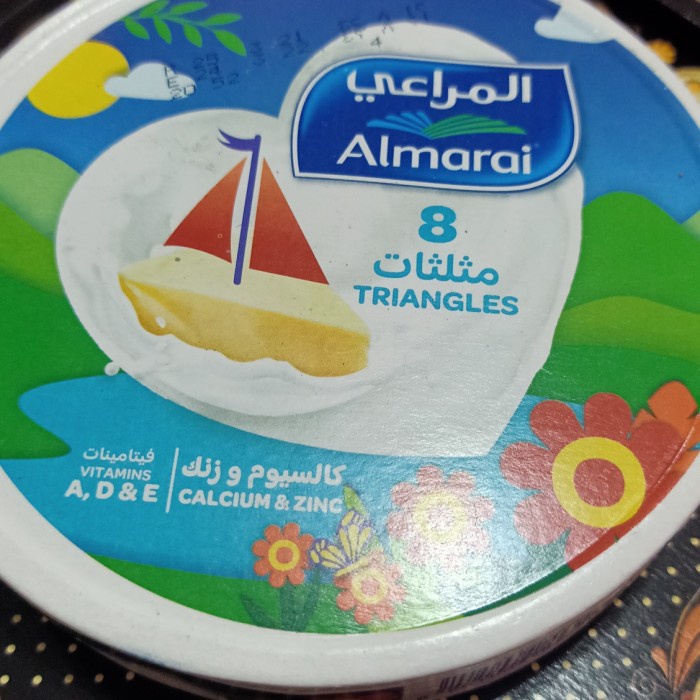 المراعي
Almarai
8
مثلثات
TRIANGLES
فيتامينات
VITAMINS
A, D & E
كالسيوم و زنك
CALCIUM & ZINC